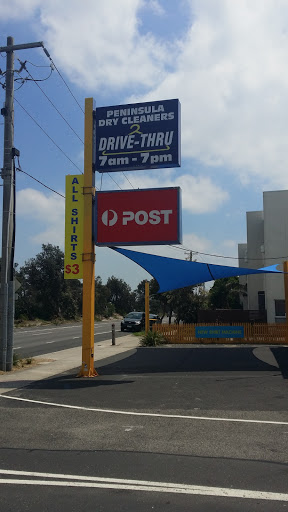 PENINSULA
DRY CLEANERS
2
DRIVE-THRU
7am - 7pm
POST
ALL SHIRTS
$3